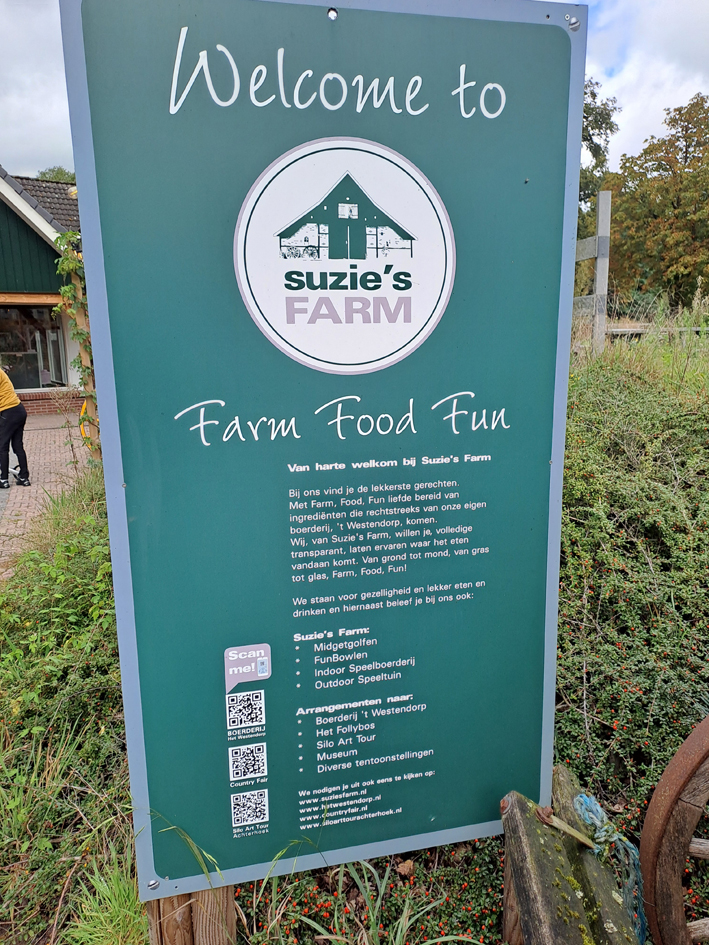 Welcome to
suzie's
FARM
Farm Food Fun
Van harte welkom bij Suzie's Farm
Bij ons vind je de lekkerste gerechten.
Met Farm, Food, Fun liefde bereid van
ingrediënten die rechtstreeks van onze eigen
boerderij, 't Westendorp, komen.
Wij, van Suzie's Farm, willen je, volledige
transparant, laten ervaren waar het eten
vandaan komt. Van grond tot mond, van gras
tot glas, Farm, Food, Fun!
We staan voor gezelligheid en lekker eten en
drinken en hiernaast beleef je bij ons ook:
Suzie's Farm:
• Midgetgolfen
• FunBowlen
• Indoor Speelboerderij
• Outdoor Speeltuin
Arrangementen naar:
• Boerderij 't Westendorp
• Het Follybos
• Silo Art Tour
• Museum
• Diverse tentoonstellingen
We nodigen je uit ook eens te kijken op:
www.suziesfarm.nl
www.hetwestendorp.nl
www.countryfair.nl
www.siloarttourachterhoek.nl
Scan
me!
BOERDERIJ
Het Westendorp
Country Fair
Silo Art Tour
Achterhoek